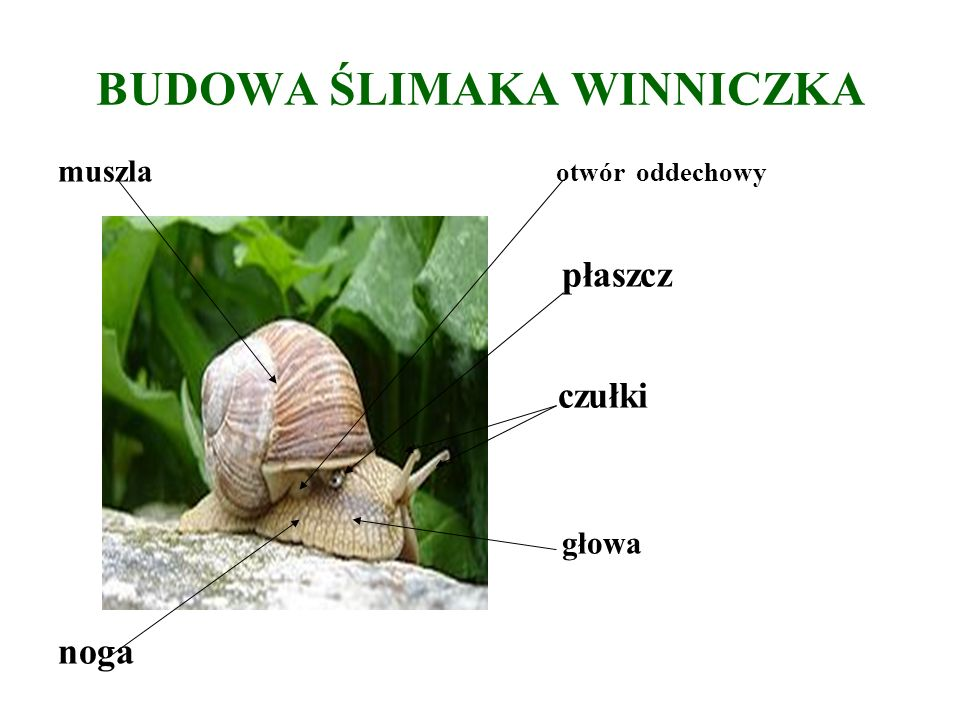 BUDOWA ŚLIMAKA WINNICZKA
muszla
otwór oddechowy
płaszcz
czułki
głowa
noga